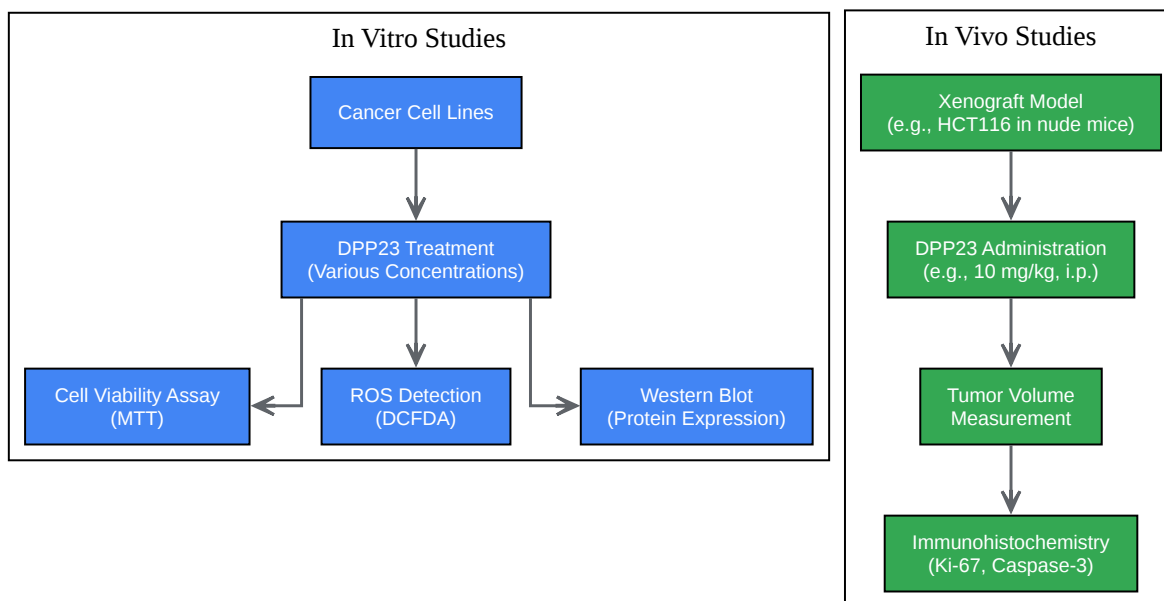 In Vitro Studies
Cancer Cell Lines
DPP23 Treatment
(Various Concentrations)
Cell Viability Assay
(MTT)
ROS Detection
(DCFDA)
Western Blot
(Protein Expression)
In Vivo Studies
Xenograft Model
(e.g., HCT116 in nude mice)
DPP23 Administration
(e.g., 10 mg/kg, i.p.)
Tumor Volume
Measurement
Immunohistochemistry
(Ki-67, Caspase-3)